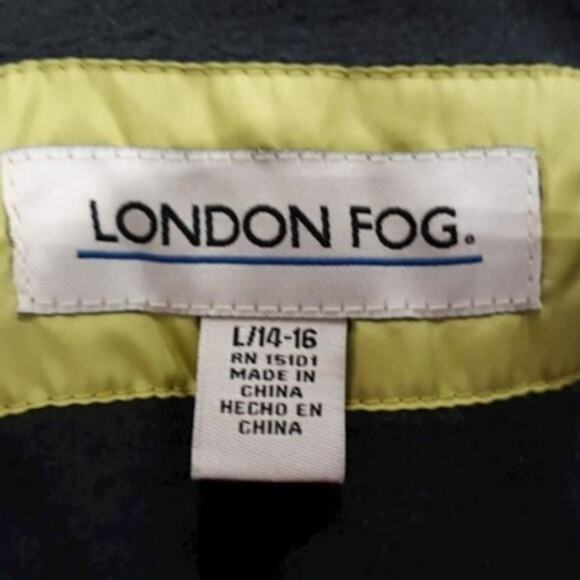 LONDON FOG®
L/14-16
RN 15101
MADE IN
CHINA
HECHO EN
CHINA